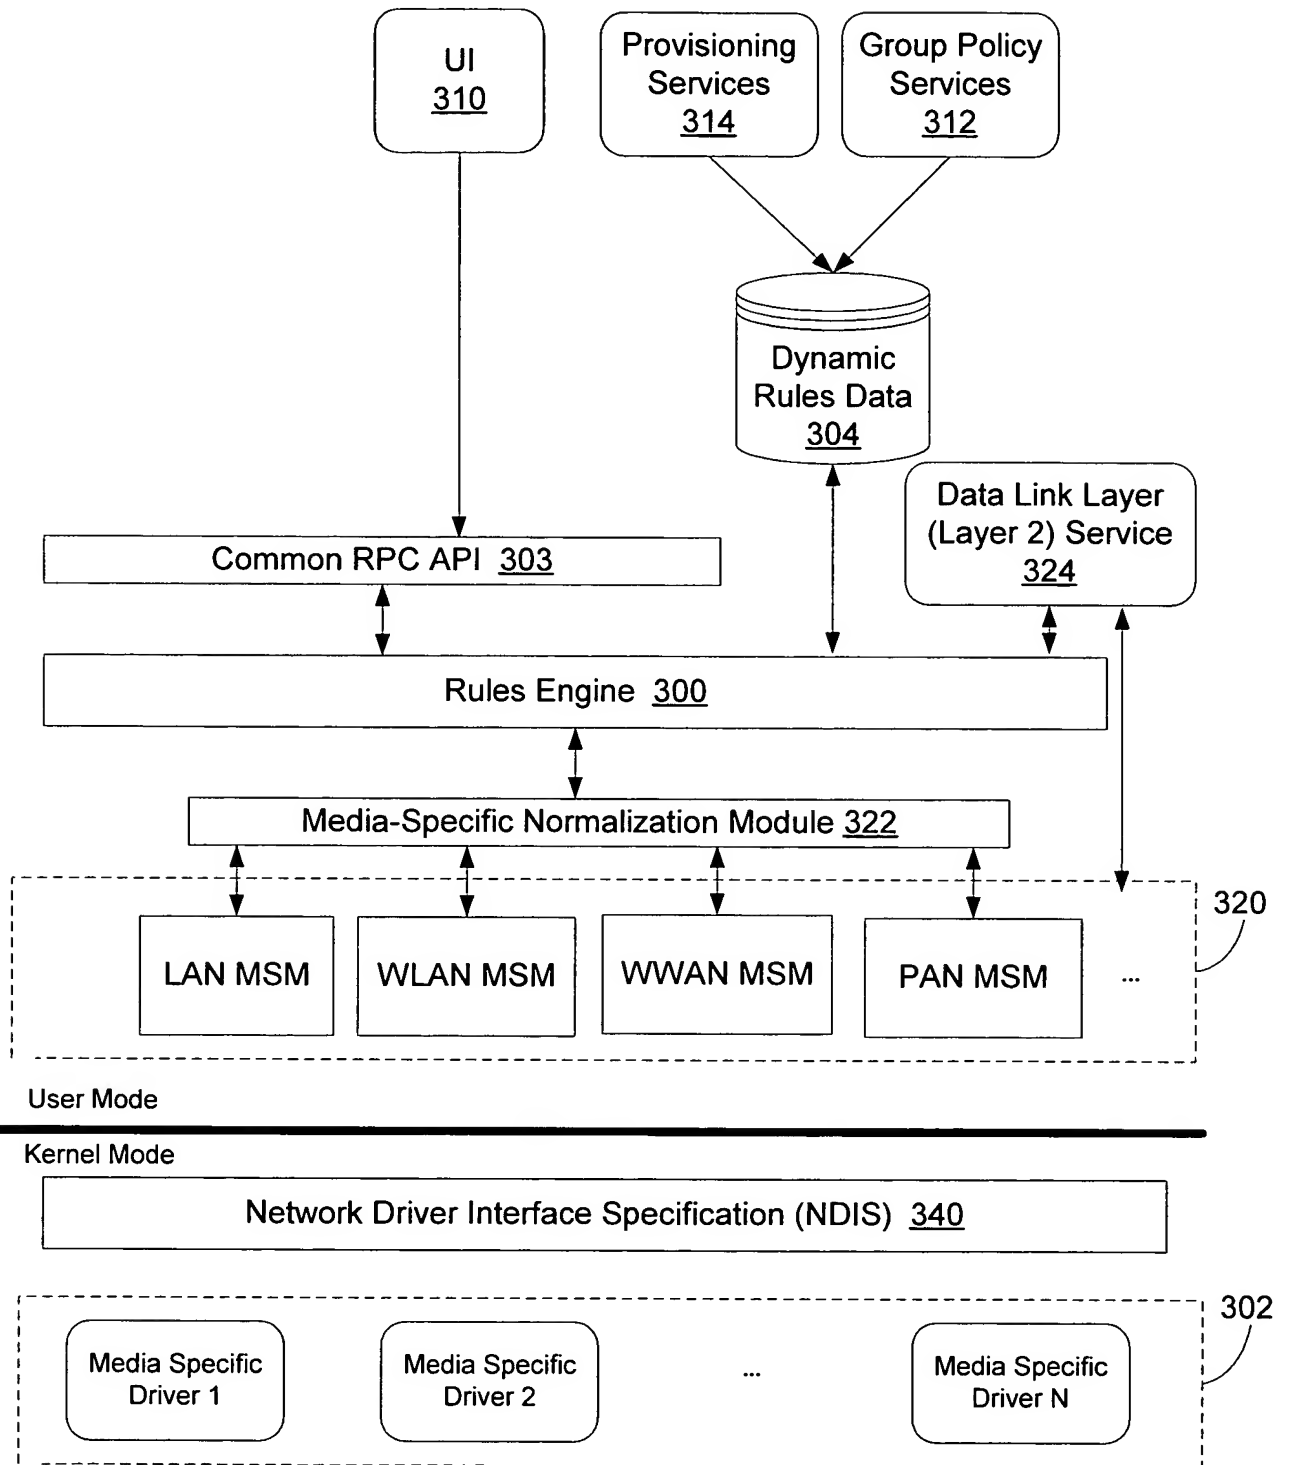 UI
310
Provisioning
Services
314
Group Policy
Services
312
Dynamic
Rules Data
304
Data Link Layer
(Layer 2) Service
324
Common RPC API 303
Rules Engine 300
Media-Specific Normalization Module 322
320
LAN MSM
WLAN MSM
WWAN MSM
PAN MSM
...
User Mode
Kernel Mode
Network Driver Interface Specification (NDIS) 340
302
Media Specific
Driver 1
Media Specific
Driver 2
...
Media Specific
Driver N